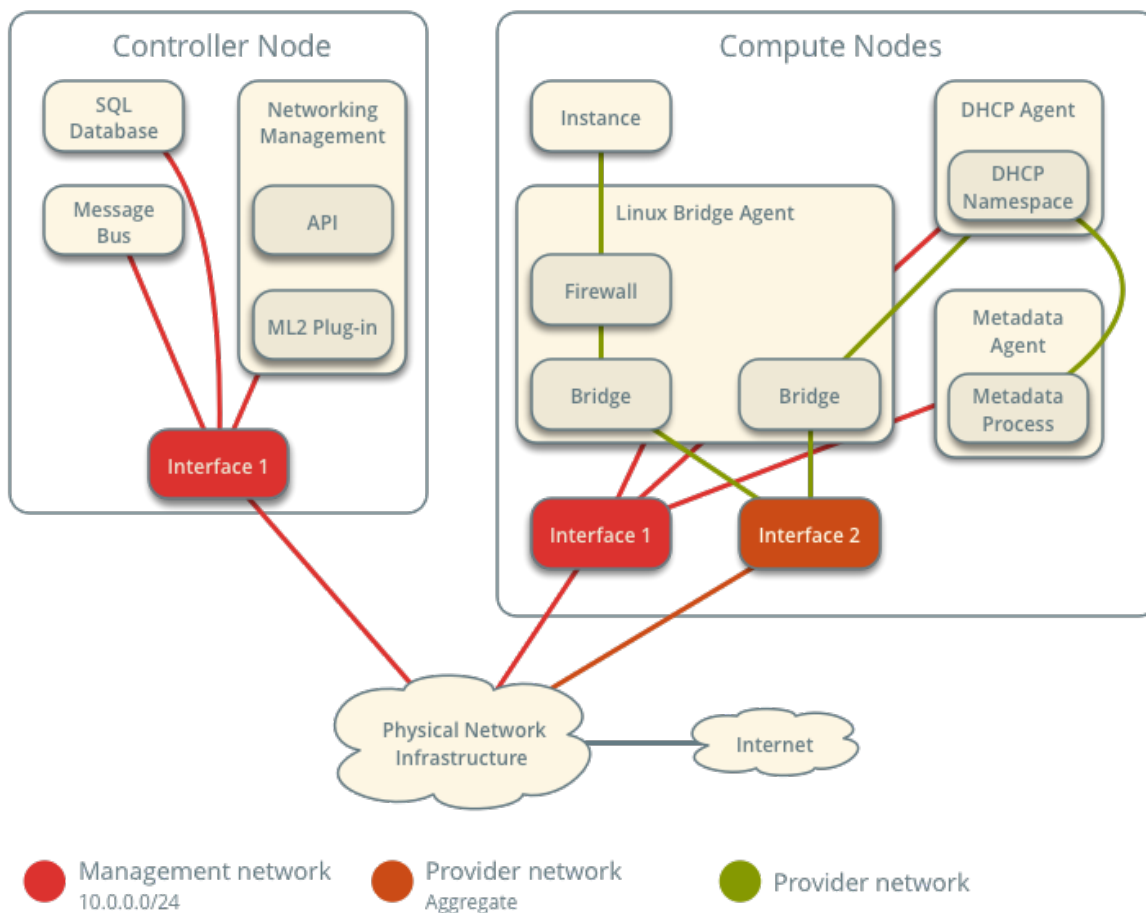 Controller Node
SQL
Database
Networking
Management
Message
Bus
API
ML2 Plug-in
Interface 1
Compute Nodes
Instance
DHCP Agent
DHCP
Namespace
Linux Bridge Agent
Firewall
Metadata
Agent
Bridge
Bridge
Metadata
Process
Interface 1
Interface 2
Physical Network
Infrastructure
Internet
Management network
10.0.0.0/24
Provider network
Aggregate
Provider network